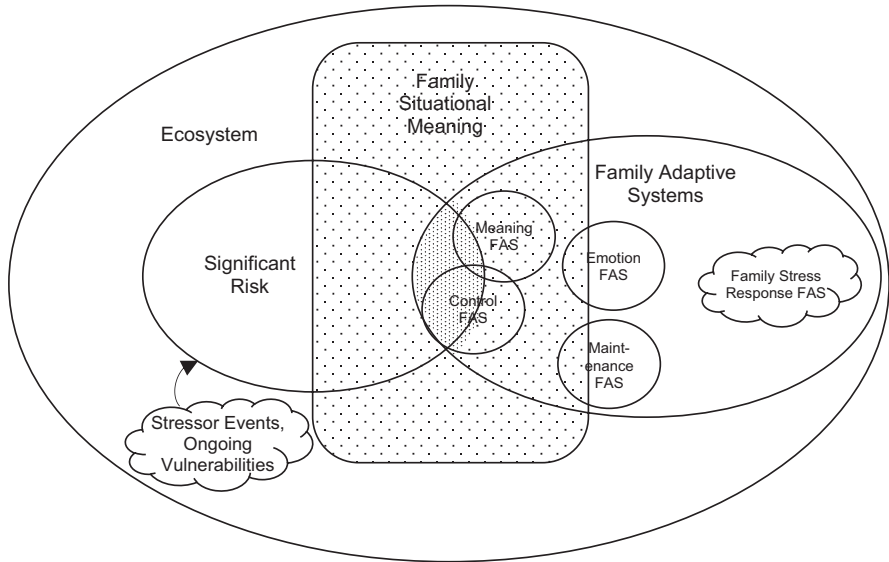 Family
Situational
Meaning
Ecosystem
Family Adaptive
Systems
Meaning
FAS
Significant
Risk
Emotion
FAS
Family Stress
Response FAS
Control
FAS
Maint-
enance
FAS
Stressor Events,
Ongoing
Vulnerabilities